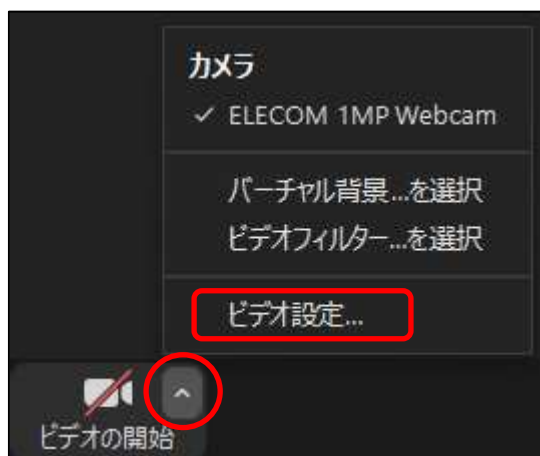 カメラ
✓ ELECOM 1MP Webcam
バーチャル背景...を選択
ビデオフィルター...を選択
ビデオ設定...
ビデオの開始